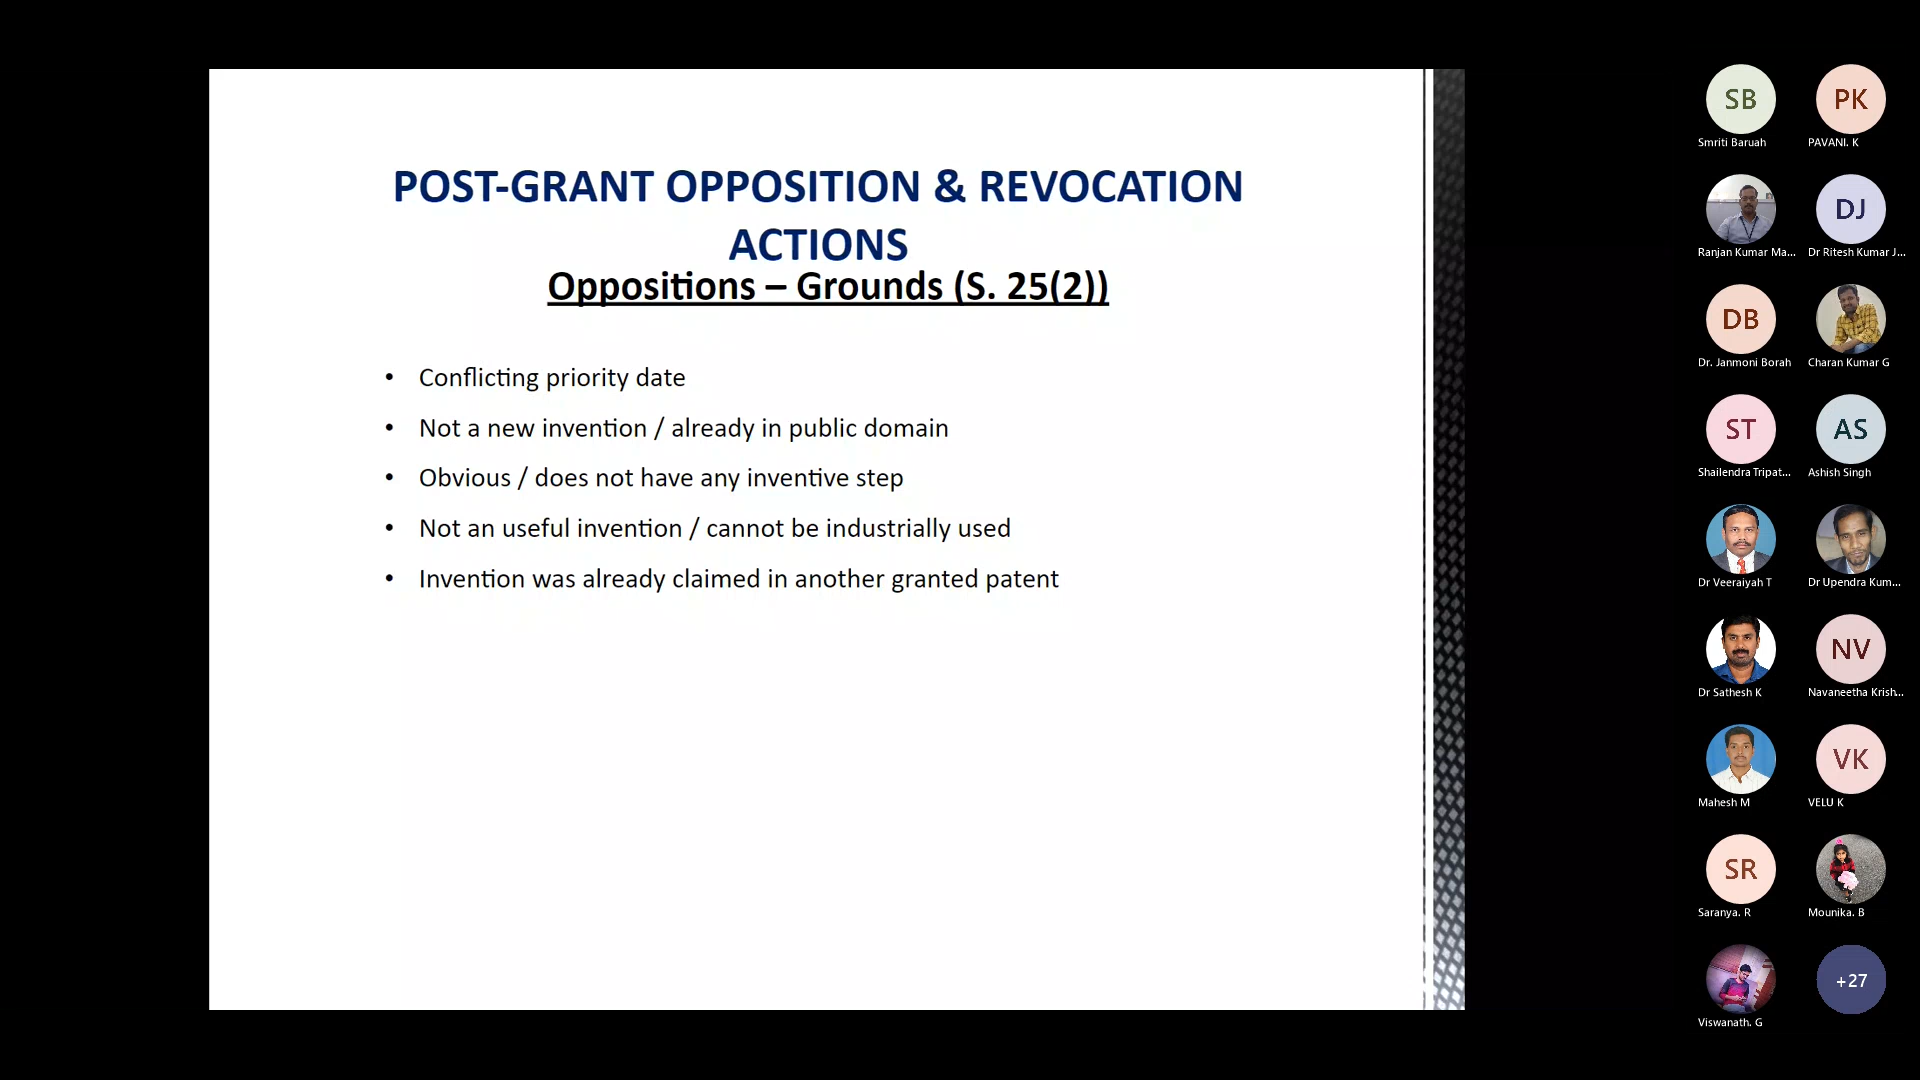 POST-GRANT OPPOSITION & REVOCATION
ACTIONS
Oppositions – Grounds (S. 25(2))
• Conflicting priority date
• Not a new invention / already in public domain
• Obvious / does not have any inventive step
• Not an useful invention / cannot be industrially used
• Invention was already claimed in another granted patent
SB
PK
Smriti Baruah
PAVANI. K
DJ
Ranjan Kumar Ma...
Dr Ritesh Kumar J...
DB
Dr. Janmoni Borah
Charan Kumar G
ST
AS
Shailendra Tripat...
Ashish Singh
Dr Veeraiyah T
Dr Upendra Kum...
NV
Dr Sathesh K
Navaneetha Krish...
VK
Mahesh M
VELU K
SR
Saranya. R
Mounika. B
+27
Viswanath. G